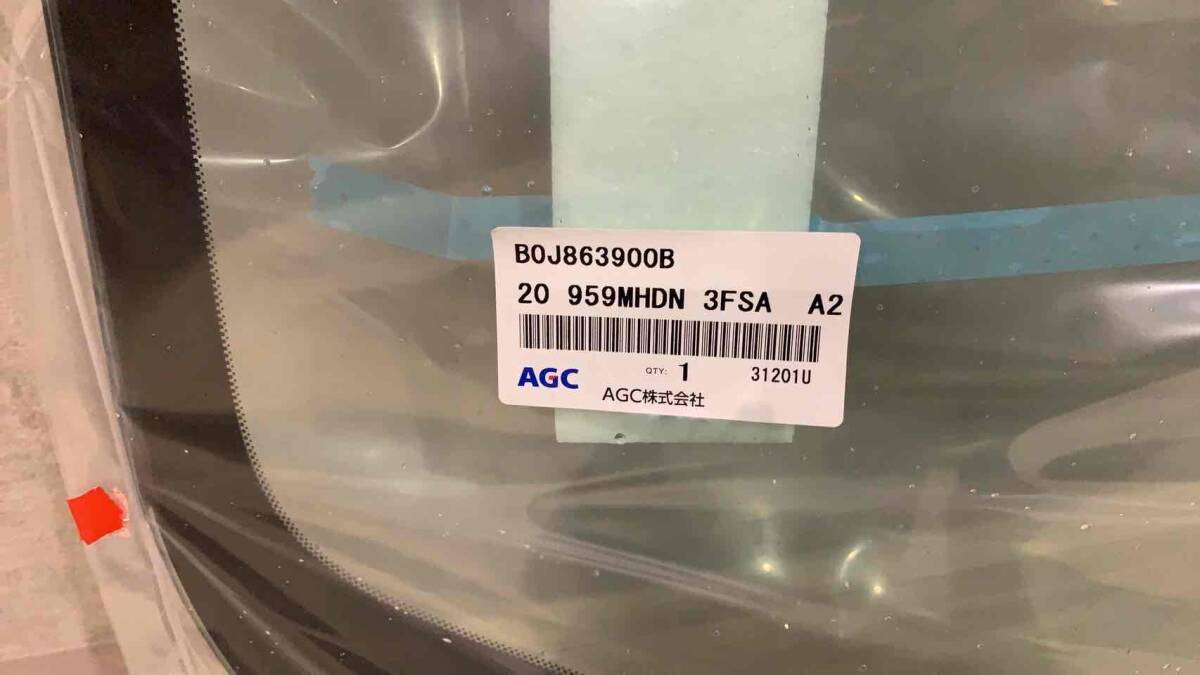 B0J863900B
20 959MHDN 3FSA A2
AGC QTY: 1 31201U
AGC株式会社